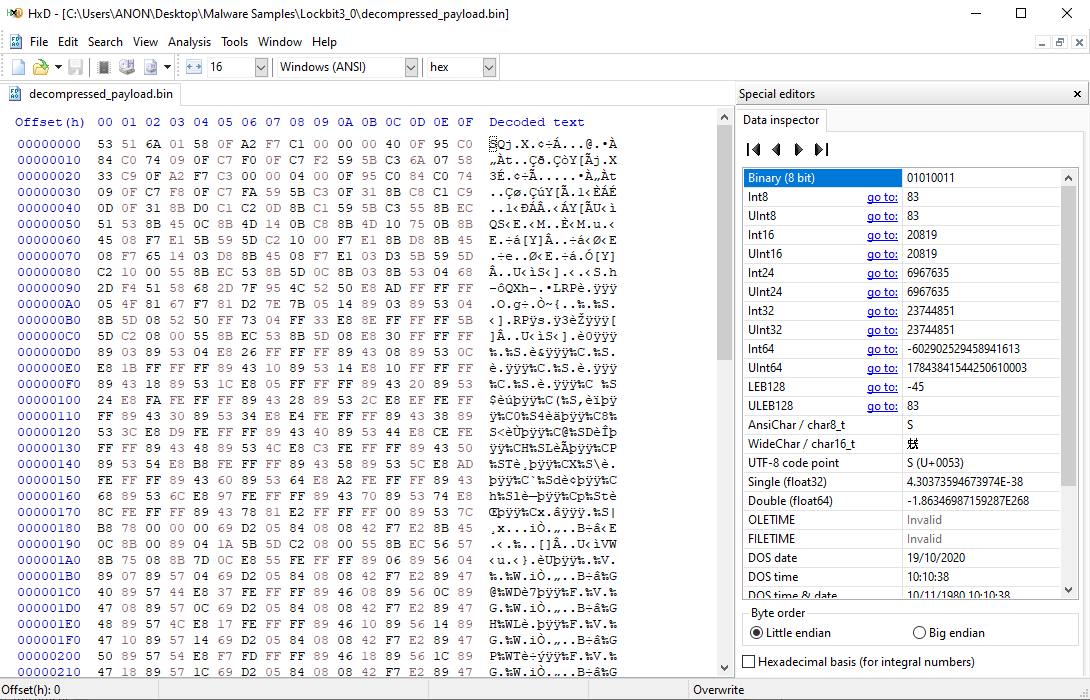 HxD - [C:\Users\ANON\Desktop\Malware Samples\Lockbit3_0\decompressed_payload.bin]
File Edit Search View Analysis Tools Window Help
16 Windows (ANSI) hex
decompressed_payload.bin
Offset(h) 00 01 02 03 04 05 06 07 08 09 0A 0B 0C 0D 0E 0F Decoded text
00000000 53 51 6A 01 58 0F A2 F7 C1 00 00 00 40 0F 95 C0 SQj.X.¢÷Á...@.•À
00000010 84 C0 74 09 0F C7 F0 0F C7 F2 59 5B C3 6A 07 58 „Àt..Çð.ÇòY[Ãj.X
00000020 33 C9 0F A2 F7 C3 00 00 04 00 0F 95 C0 84 C0 74 3É.¢÷Ã.....•À„Àt
00000030 09 0F C7 F8 0F C7 FA 59 5B C3 0F 31 8B C8 C1 C9 ..Çø.ÇúY[Ã.1‹ÈÁÉ
00000040 0D 0F 31 8B D0 C1 C2 0D 8B C1 59 5B C3 55 8B EC ..1‹ÐÁÂ.‹ÁY[ÃU‹ì
00000050 51 53 8B 45 0C 8B 4D 14 0B C8 8B 4D 10 75 0B 8B QS‹E.‹M..È‹M.u.‹
00000060 45 08 F7 E1 5B 59 5D C2 10 00 F7 E1 8B D8 8B 45 E.÷á[Y]Â..÷á‹Ø‹E
00000070 08 F7 65 14 03 D8 8B 45 08 F7 E1 03 D3 5B 59 5D .÷e..Ø‹E.÷á.Ó[Y]
00000080 C2 10 00 55 8B EC 53 8B 5D 0C 8B 03 8B 53 04 68 Â..U‹ìS‹].‹.‹S.h
00000090 2D F4 51 58 68 2D 7F 95 4C 52 50 E8 AD FF FF FF -ôQXh-.•LRPè.ÿÿÿ
000000A0 05 4F 81 67 F7 81 D2 7E 7B 05 14 89 03 89 53 04 .O.g÷.Ò~{..‰.‰S.
000000B0 8B 5D 08 52 50 FF 73 04 FF 33 E8 8E FF FF FF 5B ‹].RPÿs.ÿ3èŽÿÿÿ[
000000C0 5D C2 08 00 55 8B EC 53 8B 5D 08 E8 30 FF FF FF ]Â..U‹ìS‹].è0ÿÿÿ
000000D0 89 03 89 53 04 E8 26 FF FF FF 89 43 08 89 53 0C ‰.‰S.è&ÿÿÿ‰C.‰S.
000000E0 E8 1B FF FF FF 89 43 10 89 53 14 E8 10 FF FF FF è.ÿÿÿ‰C.‰S.è.ÿÿÿ
000000F0 89 43 18 89 53 1C E8 05 FF FF FF 89 43 20 89 53 ‰C.‰S.è.ÿÿÿ‰C ‰S
00000100 24 E8 FA FE FF FF 89 43 28 89 53 2C E8 EF FE FF $èúþÿÿ‰C(‰S,èïþÿ
00000110 FF 89 43 30 89 53 34 E8 E4 FE FF FF 89 43 38 89 ÿ‰C0‰S4èäþÿÿ‰C8‰
00000120 53 3C E8 D9 FE FF FF 89 43 40 89 53 44 E8 CE FE S<èÙþÿÿ‰C@‰SDèÎþ
00000130 FF FF 89 43 48 89 53 4C E8 C3 FE FF FF 89 43 50 ÿÿ‰CH‰SLèÃþÿÿ‰CP
00000140 89 53 54 E8 B8 FE FF FF 89 43 58 89 53 5C E8 AD ‰STè¸þÿÿ‰CX‰S\è.
00000150 FE FF FF 89 43 60 89 53 64 E8 A2 FE FF FF 89 43 þÿÿ‰C`‰Sdè¢þÿÿ‰C
00000160 68 89 53 6C E8 97 FE FF FF 89 43 70 89 53 74 E8 h‰Slè—þÿÿ‰Cp‰Stè
00000170 8C FE FF FF 89 43 78 81 E2 FF FF FF 00 89 53 7C Œþÿÿ‰Cx.âÿÿÿ.‰S|
00000180 B8 78 00 00 00 69 D2 05 84 08 08 42 F7 E2 8B 45 ¸x...iÒ.„..B÷â‹E
00000190 0C 8B 00 89 04 1A 5B 5D C2 08 00 55 8B EC 56 57 .‹.‰..[]Â..U‹ìVW
000001A0 8B 75 08 8B 7D 0C E8 55 FE FF FF 89 06 89 56 04 ‹u.‹}.èUþÿÿ‰.‰V.
000001B0 89 07 89 57 04 69 D2 05 84 08 08 42 F7 E2 89 47 ‰.‰W.iÒ.„..B÷â‰G
000001C0 40 89 57 44 E8 37 FE FF FF 89 46 08 89 56 0C 89 @‰WDè7þÿÿ‰F.‰V.‰
000001D0 47 08 89 57 0C 69 D2 05 84 08 08 42 F7 E2 89 47 G.‰W.iÒ.„..B÷â‰G
000001E0 48 89 57 4C E8 17 FE FF FF 89 46 10 89 56 14 89 H‰WLè.þÿÿ‰F.‰V.‰
000001F0 47 10 89 57 14 69 D2 05 84 08 08 42 F7 E2 89 47 G.‰W.iÒ.„..B÷â‰G
00000200 50 89 57 54 E8 F7 FD FF FF 89 46 18 89 56 1C 89 P‰WTè÷ýÿÿ‰F.‰V.‰
00000210 47 18 89 57 1C 69 D2 05 84 08 08 42 F7 E2 89 47 G.‰W.iÒ.„..B÷â‰G
Special editors
Data inspector
Binary (8 bit) 01010011
Int8 go to: 83
UInt8 go to: 83
Int16 go to: 20819
UInt16 go to: 20819
Int24 go to: 6967635
UInt24 go to: 6967635
Int32 go to: 23744851
UInt32 go to: 23744851
Int64 go to: -602902529458941613
UInt64 go to: 17843841544250610003
LEB128 go to: -45
ULEB128 go to: 83
AnsiChar / char8_t S
WideChar / char16_t
UTF-8 code point S (U+0053)
Single (float32) 4.30373594673974E-38
Double (float64) -1.86346987159287E268
OLETIME Invalid
FILETIME Invalid
DOS date 19/10/2020
DOS time 10:10:38
DOS time & date 10/11/1980 10:10:38
Byte order
Little endian Big endian
Hexadecimal basis (for integral numbers)
Offset(h): 0 Overwrite